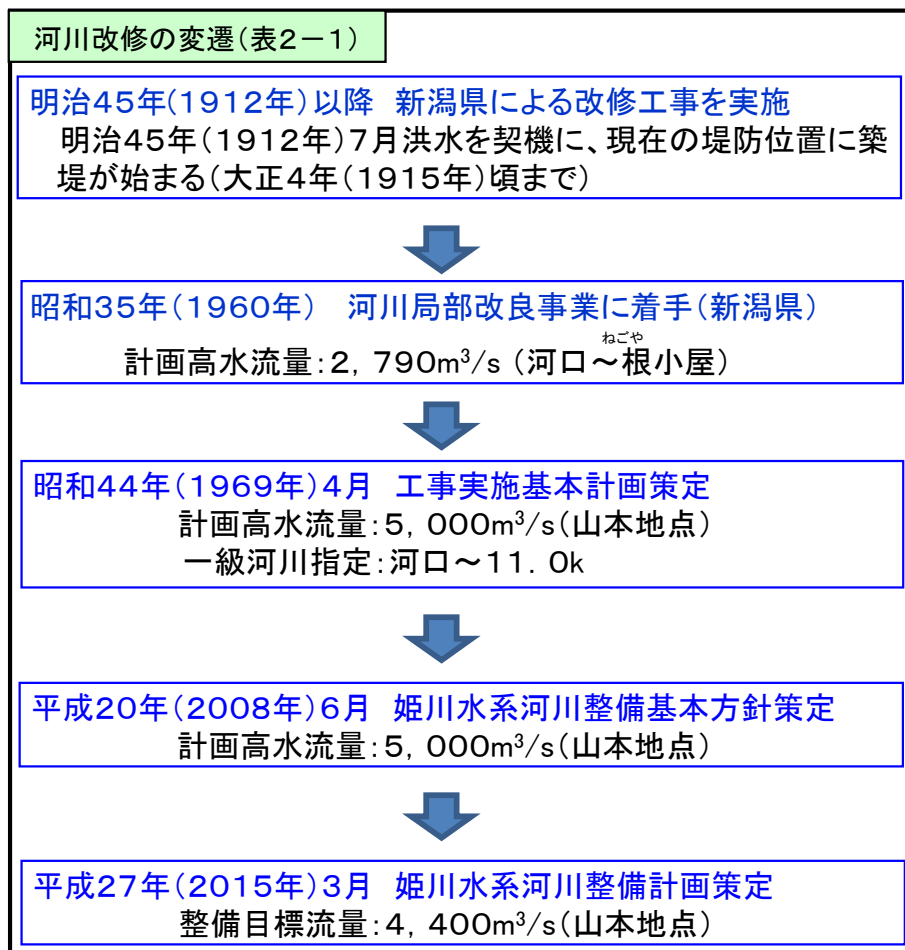 河川改修の変遷(表2-1)
明治45年(1912年)以降 新潟県による改修工事を実施
明治45年(1912年)7月洪水を契機に、現在の堤防位置に築
堤が始まる(大正4年(1915年)頃まで)
昭和35年(1960年) 河川局部改良事業に着手(新潟県)
ねごや
計画高水流量:2,790m³/s (河口~根小屋)
昭和44年(1969年)4月 工事実施基本計画策定
計画高水流量:5,000m³/s(山本地点)
一級河川指定:河口~11.0k
平成20年(2008年)6月 姫川水系河川整備基本方針策定
計画高水流量:5,000m³/s(山本地点)
平成27年(2015年)3月 姫川水系河川整備計画策定
整備目標流量:4,400m³/s(山本地点)